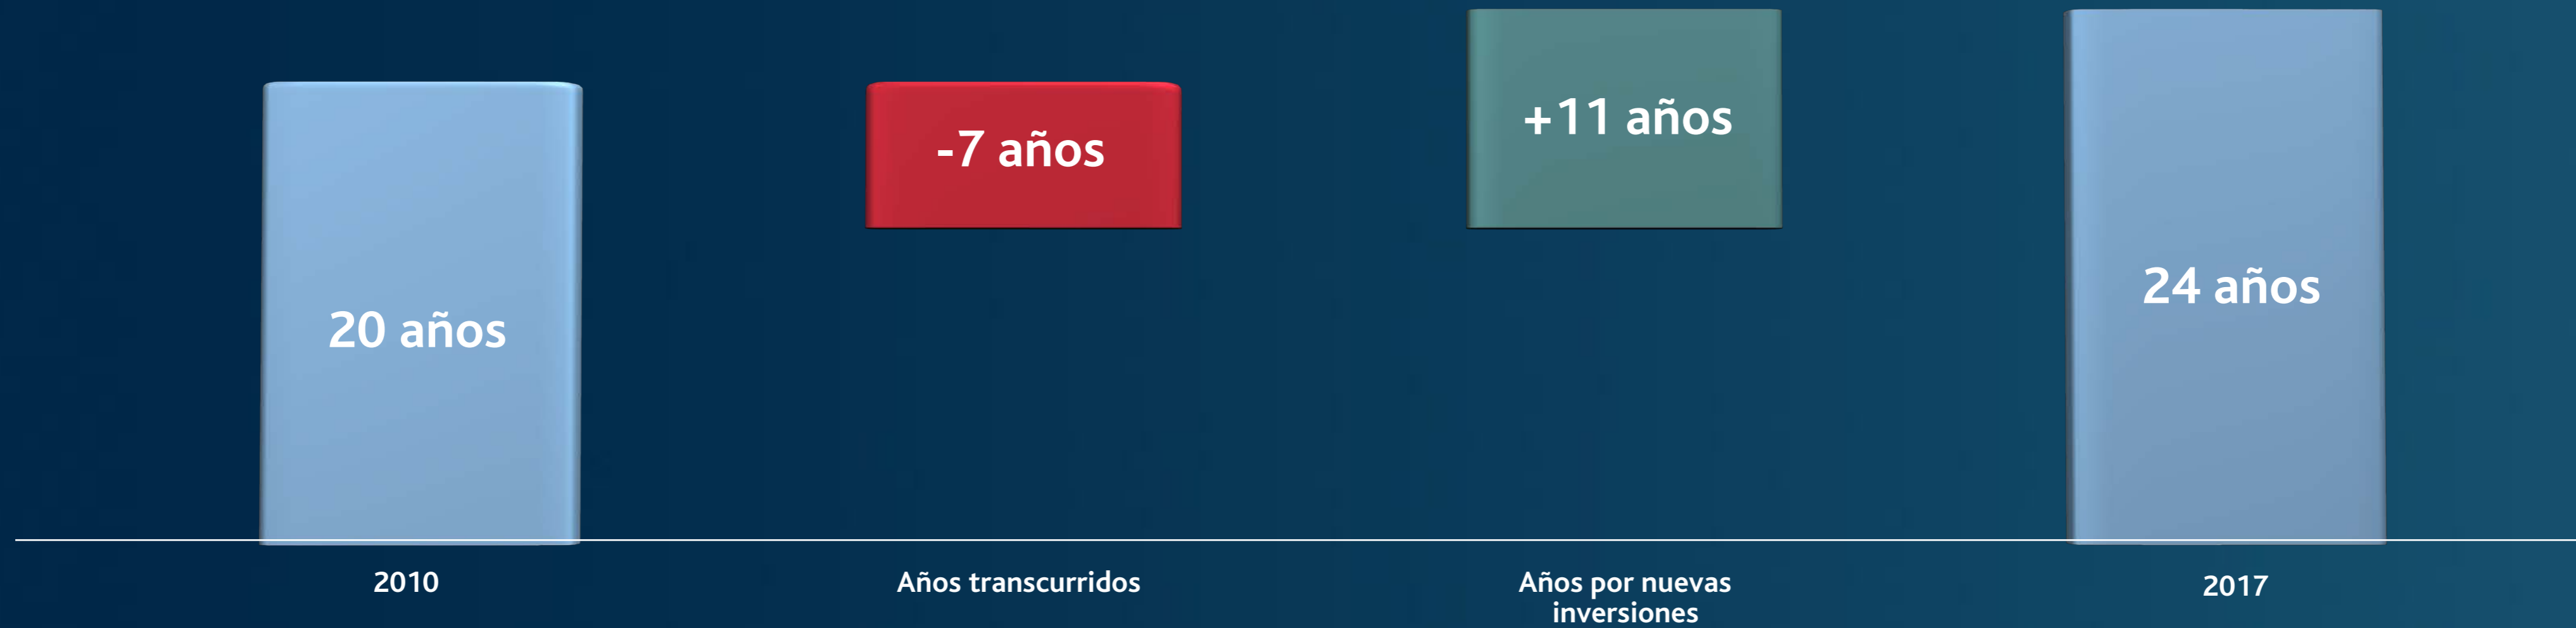 20 años
-7 años
+11 años
24 años
2010
Años transcurridos
Años por nuevas
inversiones
2017